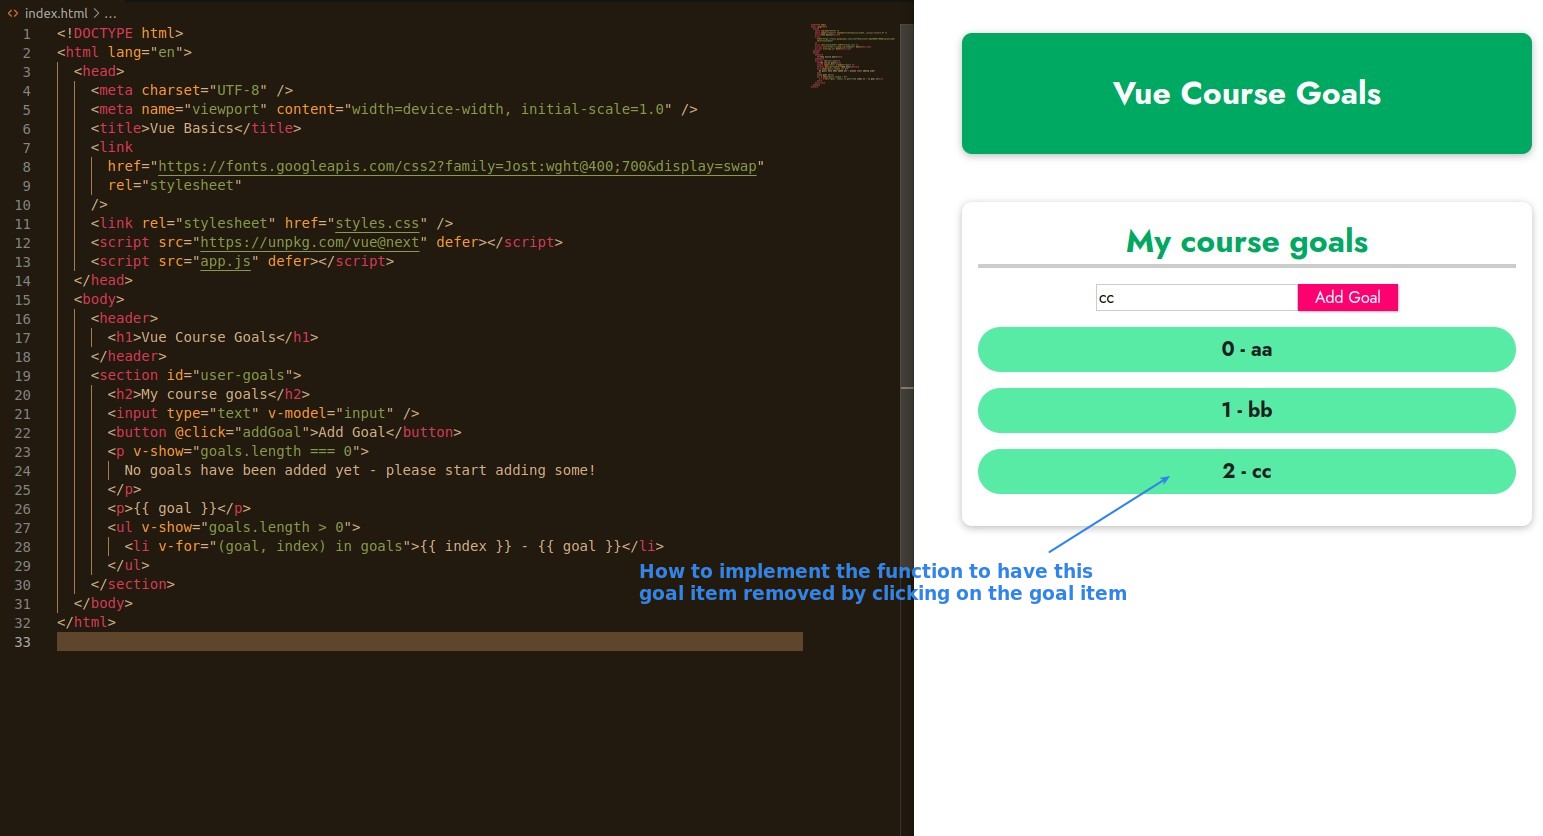 index.html > ...
1 <!DOCTYPE html>
2 <html lang="en">
3 <head>
4 <meta charset="UTF-8" />
5 <meta name="viewport" content="width=device-width, initial-scale=1.0" />
6 <title>Vue Basics</title>
7 <link
8 href="https://fonts.googleapis.com/css2?family=Jost:wght@400;700&display=swap"
9 rel="stylesheet"
10 />
11 <link rel="stylesheet" href="styles.css" />
12 <script src="https://unpkg.com/vue@next" defer></script>
13 <script src="app.js" defer></script>
14 </head>
15 <body>
16 <header>
17 <h1>Vue Course Goals</h1>
18 </header>
19 <section id="user-goals">
20 <h2>My course goals</h2>
21 <input type="text" v-model="input" />
22 <button @click="addGoal">Add Goal</button>
23 <p v-show="goals.length === 0">
24 No goals have been added yet - please start adding some!
25 </p>
26 <p>{{ goal }}</p>
27 <ul v-show="goals.length > 0">
28 <li v-for="(goal, index) in goals">{{ index }} - {{ goal }}</li>
29 </ul>
30 </section>
31 </body>
32 </html>
33
Vue Course Goals
My course goals
cc Add Goal
0 - aa
1 - bb
2 - cc
How to implement the function to have this
goal item removed by clicking on the goal item